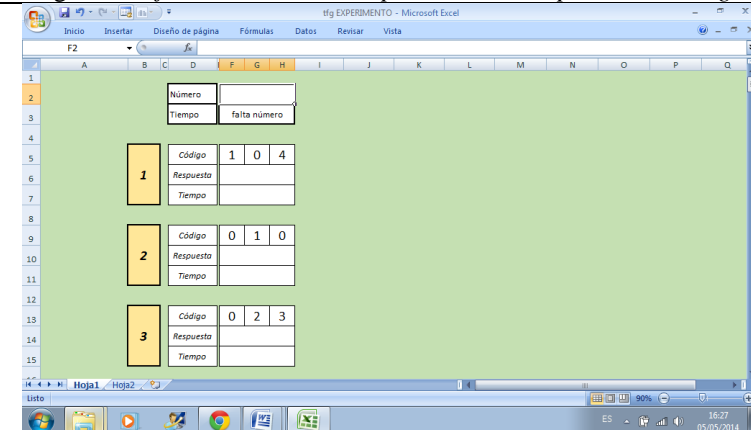 tfg EXPERIMENTO - Microsoft Excel
Inicio Insertar Diseño de página Fórmulas Datos Revisar Vista
F2 fx
A B C D F G H I J K L M N O P Q
1
2 Número
3 Tiempo falta número
4
5 Código 1 0 4
6 1 Respuesta
7 Tiempo
8
9 Código 0 1 0
10 2 Respuesta
11 Tiempo
12
13 Código 0 2 3
14 3 Respuesta
15 Tiempo
Hoja1 Hoja2
Listo 90%
ES 16:27
05/05/2014